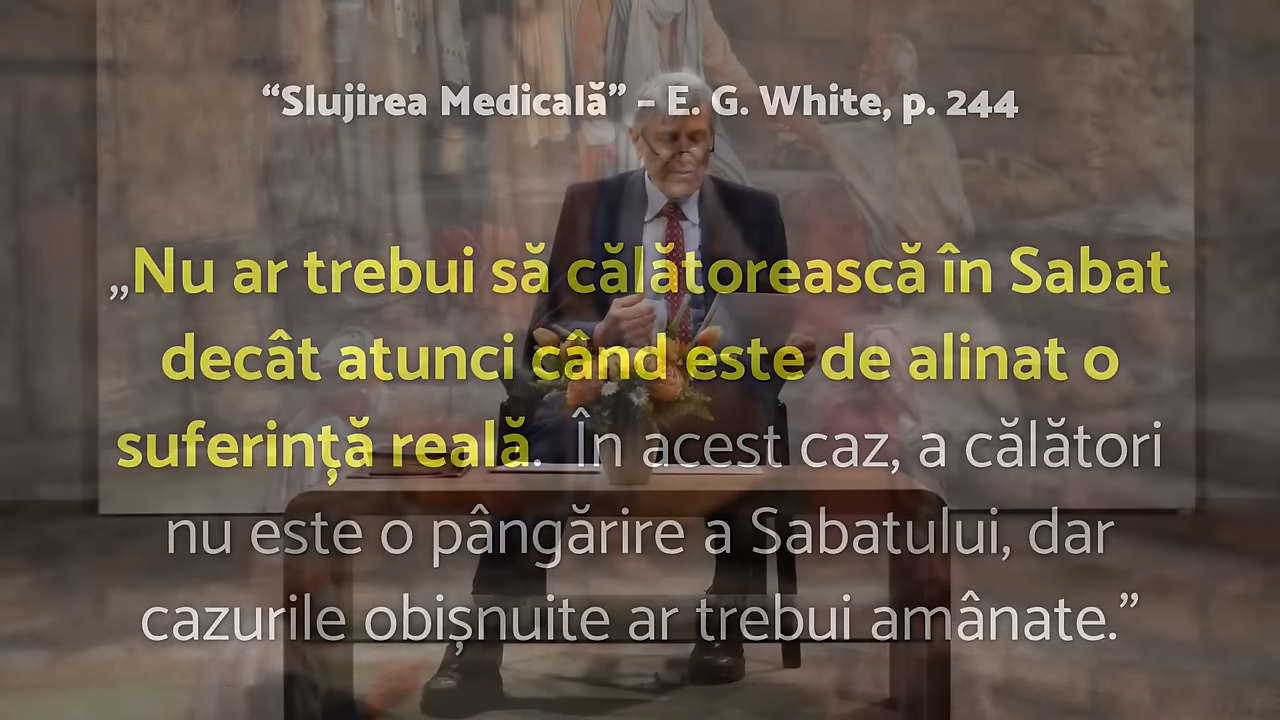 “Slujirea Medicală” – E. G. White, p. 244
„Nu ar trebui să călătorească în Sabat
decât atunci când este de alinat o
suferință reală. În acest caz, a călători
nu este o pângărire a Sabatului, dar
cazurile obișnuite ar trebui amânate.”